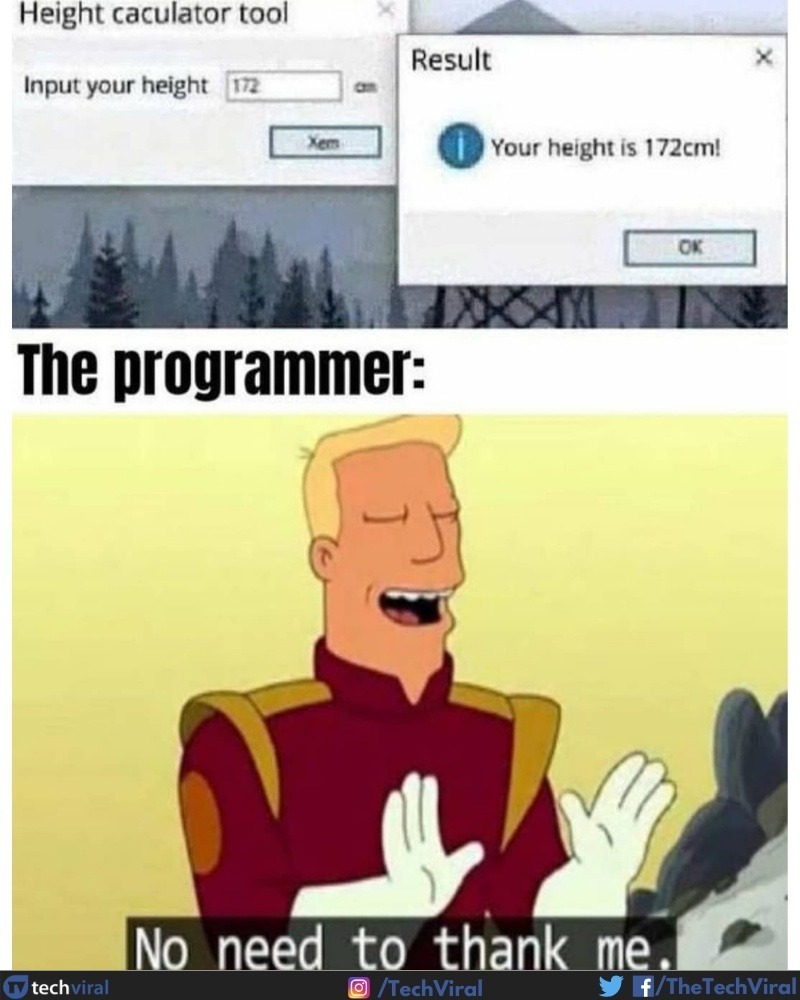 Height caculator tool
Input your height 172 cm
Xem
Result
Your height is 172cm!
OK
The programmer:
No need to thank me.
techviral
/TechViral
/TheTechViral